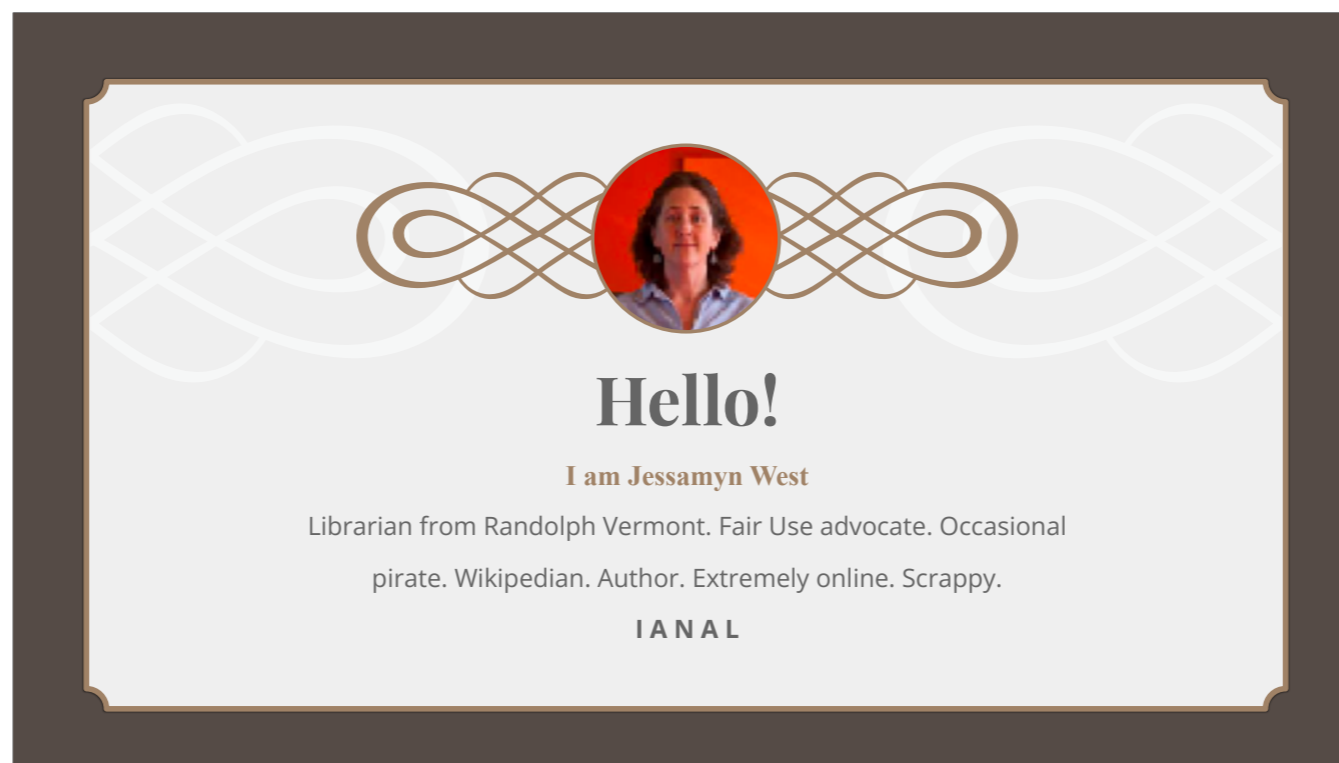 Hello!
I am Jessamyn West
Librarian from Randolph Vermont. Fair Use advocate. Occasional
pirate. Wikipedian. Author. Extremely online. Scrappy.
IANAL